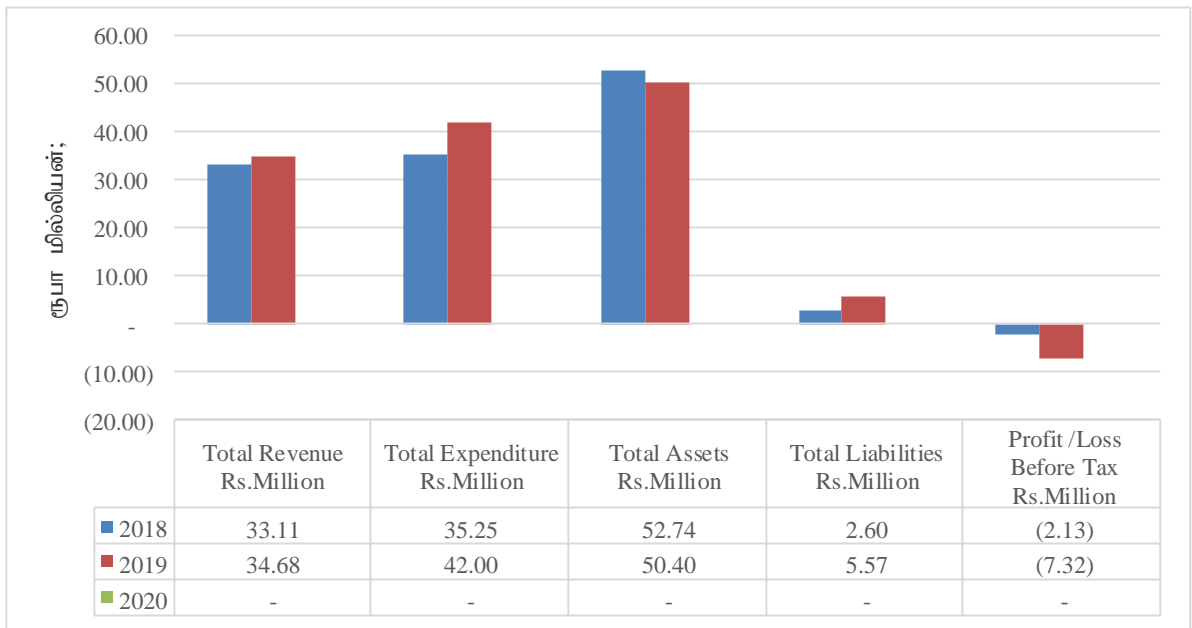 60.00
50.00
40.00
30.00
20.00
10.00
-
(10.00)
(20.00)
ரூபா மில்லியன்;
Total Revenue
Rs.Million
Total Expenditure
Rs.Million
Total Assets
Rs.Million
Total Liabilities
Rs.Million
Profit /Loss
Before Tax
Rs.Million
2018 33.11 35.25 52.74 2.60 (2.13)
2019 34.68 42.00 50.40 5.57 (7.32)
2020 - - - - -